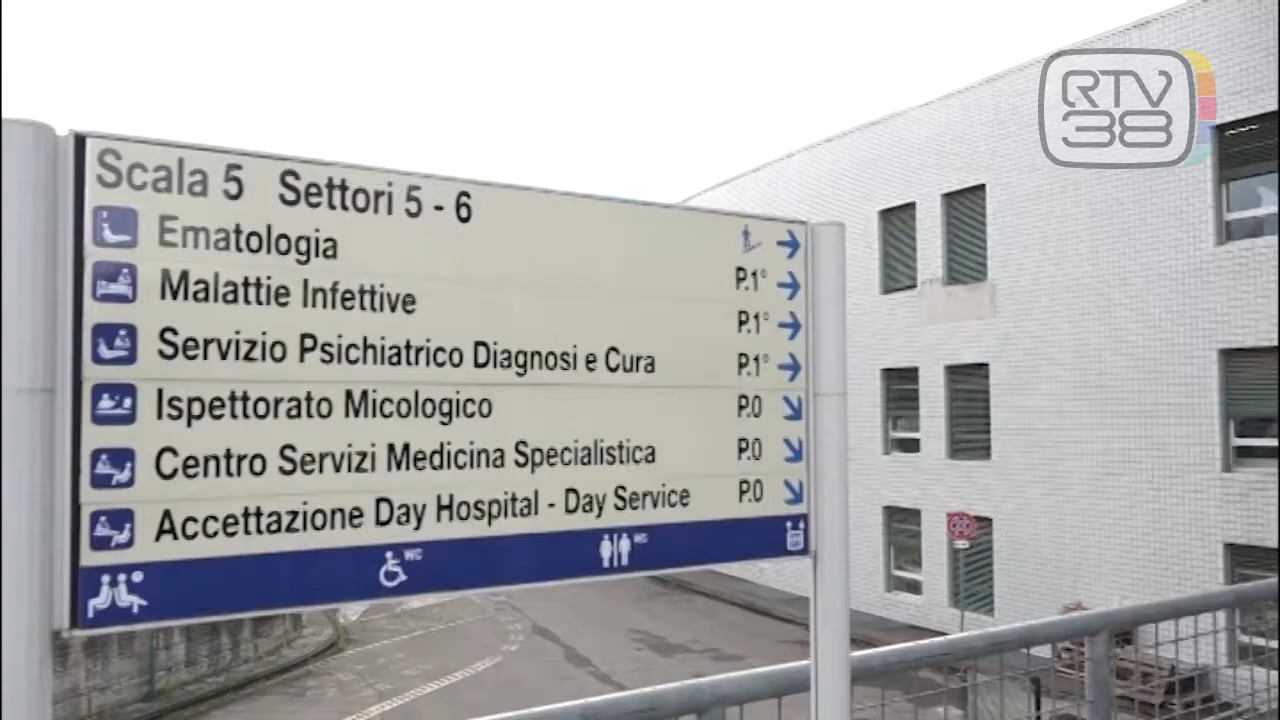 RTV
38
Scala 5 Settori 5 - 6
Ematologia
Malattie Infettive P.1°
Servizio Psichiatrico Diagnosi e Cura P.1°
P.1°
Ispettorato Micologico P.0
Centro Servizi Medicina Specialistica P.0
Accettazione Day Hospital - Day Service P.0
WC
WC